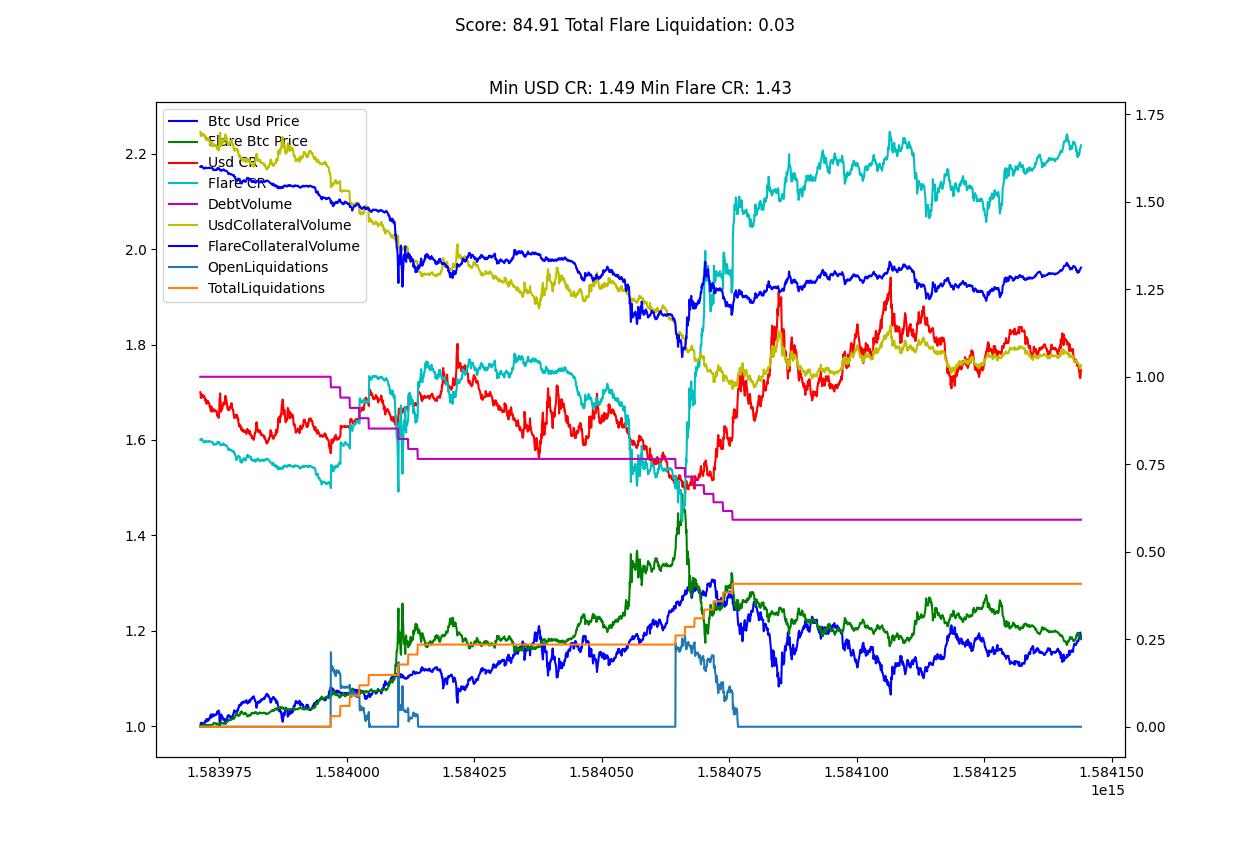 Score: 84.91 Total Flare Liquidation: 0.03
Min USD CR: 1.49 Min Flare CR: 1.43
Btc Usd Price
Flare Btc Price
Usd CR
Flare CR
DebtVolume
UsdCollateralVolume
FlareCollateralVolume
OpenLiquidations
TotalLiquidations
2.2
2.0
1.8
1.6
1.4
1.2
1.0
1.75
1.50
1.25
1.00
0.75
0.50
0.25
0.00
1.583975 1.584000 1.584025 1.584050 1.584075 1.584100 1.584125 1.584150
1e15